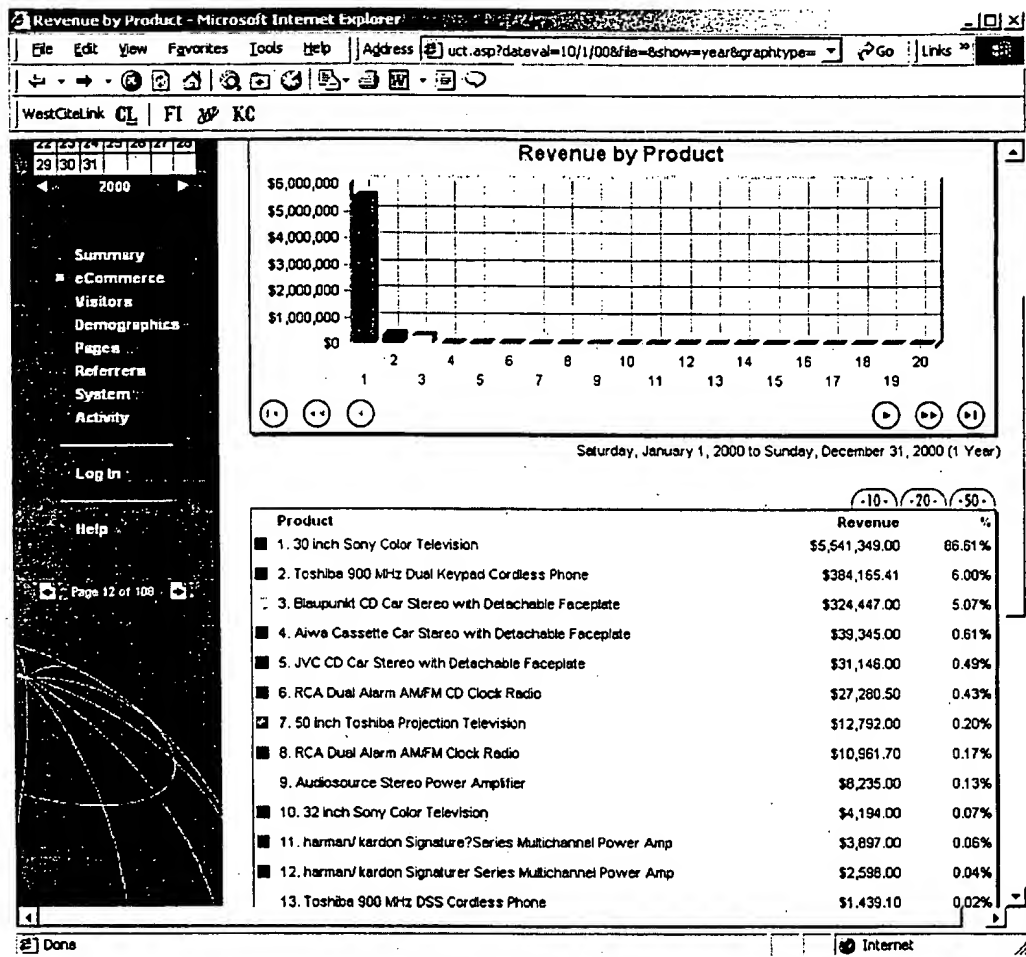 Revenue by Product - Microsoft Internet Explorer
File Edit View Favorites Tools Help Address uct.asp?dateval=10/1/00&file=&show=year&graphtype= Go Links »
WestCiteLink CL FI KC
22 23 24 25 26 27 28
29 30 31
2000
Summary
eCommerce
Visitors
Demographics
Pages
Referrers
System
Activity
Log In
Help
Page 12 of 108
Revenue by Product
$6,000,000
$5,000,000
$4,000,000
$3,000,000
$2,000,000
$1,000,000
$0
2 4 6 8 10 12 14 16 18 20
1 3 5 7 9 11 13 15 17 19
Saturday, January 1, 2000 to Sunday, December 31, 2000 (1 Year)
-10- -20- -50-
Product Revenue %
1. 30 inch Sony Color Television $5,541,349.00 86.61%
2. Toshiba 900 MHz Dual Keypad Cordless Phone $384,165.41 6.00%
3. Blaupunkt CD Car Stereo with Detachable Faceplate $324,447.00 5.07%
4. Aiwa Cassette Car Stereo with Detachable Faceplate $39,345.00 0.61%
5. JVC CD Car Stereo with Detachable Faceplate $31,146.00 0.49%
6. RCA Dual Alarm AM/FM CD Clock Radio $27,280.50 0.43%
7. 50 inch Toshiba Projection Television $12,792.00 0.20%
8. RCA Dual Alarm AM/FM Clock Radio $10,961.70 0.17%
9. Audiosource Stereo Power Amplifier $8,235.00 0.13%
10. 32 inch Sony Color Television $4,194.00 0.07%
11. harman/ kardon Signature?Series Multichannel Power Amp $3,897.00 0.06%
12. harman/ kardon Signaturer Series Multichannel Power Amp $2,598.00 0.04%
13. Toshiba 900 MHz DSS Cordless Phone $1,439.10 0.02%
Done Internet